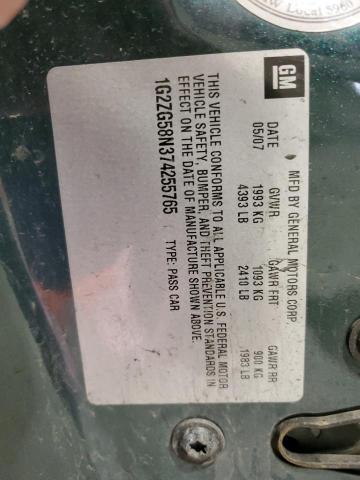 GM
MFD BY GENERAL MOTORS CORP
DATE GVWR GAWR FRT GAWR RR
05/07 1993 KG 1093 KG 900 KG
4393 LB 2410 LB 1983 LB
THIS VEHICLE CONFORMS TO ALL APPLICABLE U.S. FEDERAL MOTOR
VEHICLE SAFETY, BUMPER, AND THEFT PREVENTION STANDARDS IN
EFFECT ON THE DATE OF MANUFACTURE SHOWN ABOVE.
1G2ZG58N374255765 TYPE: PASS CAR
Local 5960